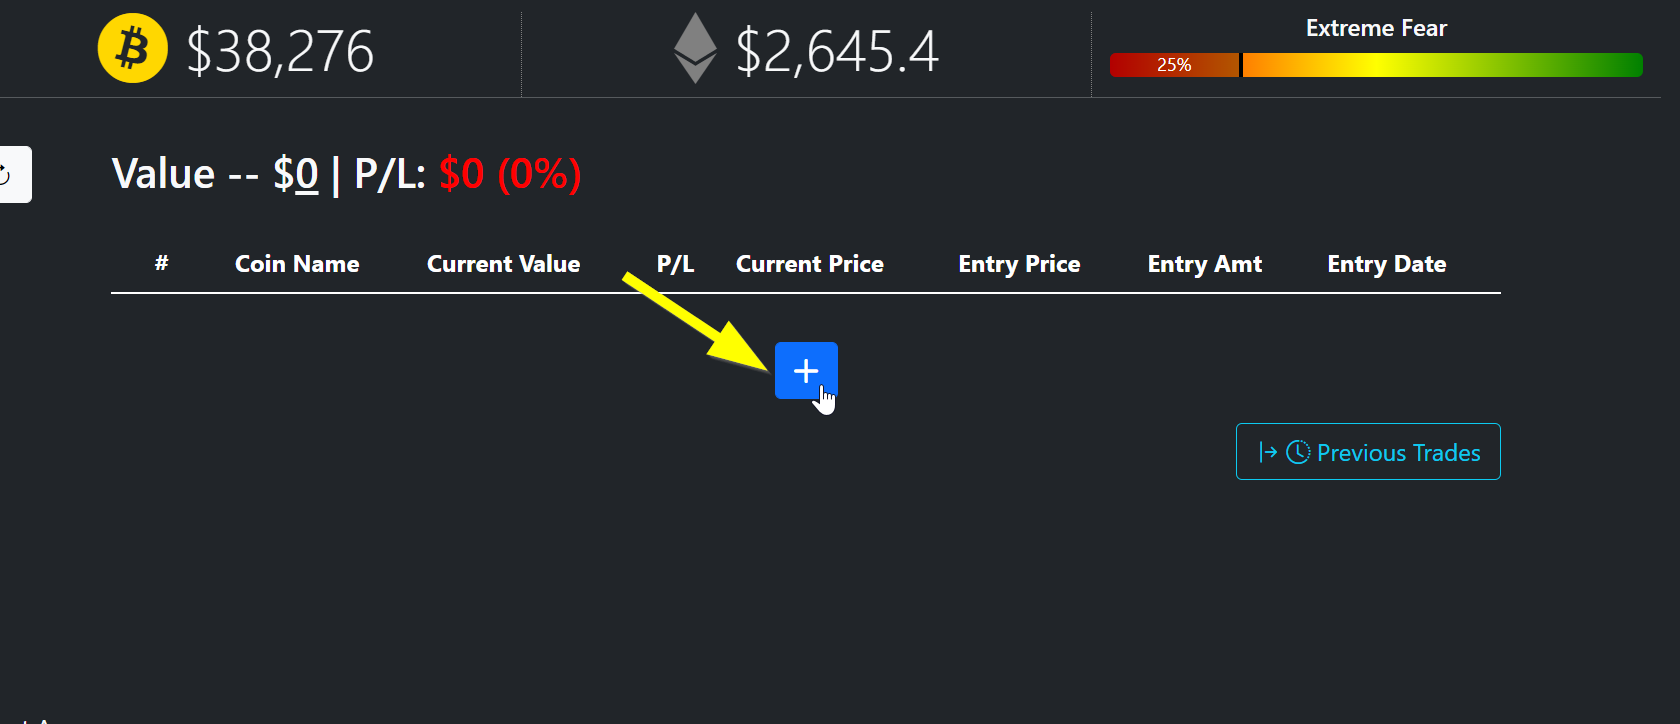 $38,276
$2,645.4
Extreme Fear
25%
Value -- $0 | P/L: $0 (0%)
# Coin Name Current Value P/L Current Price Entry Price Entry Amt Entry Date
Previous Trades